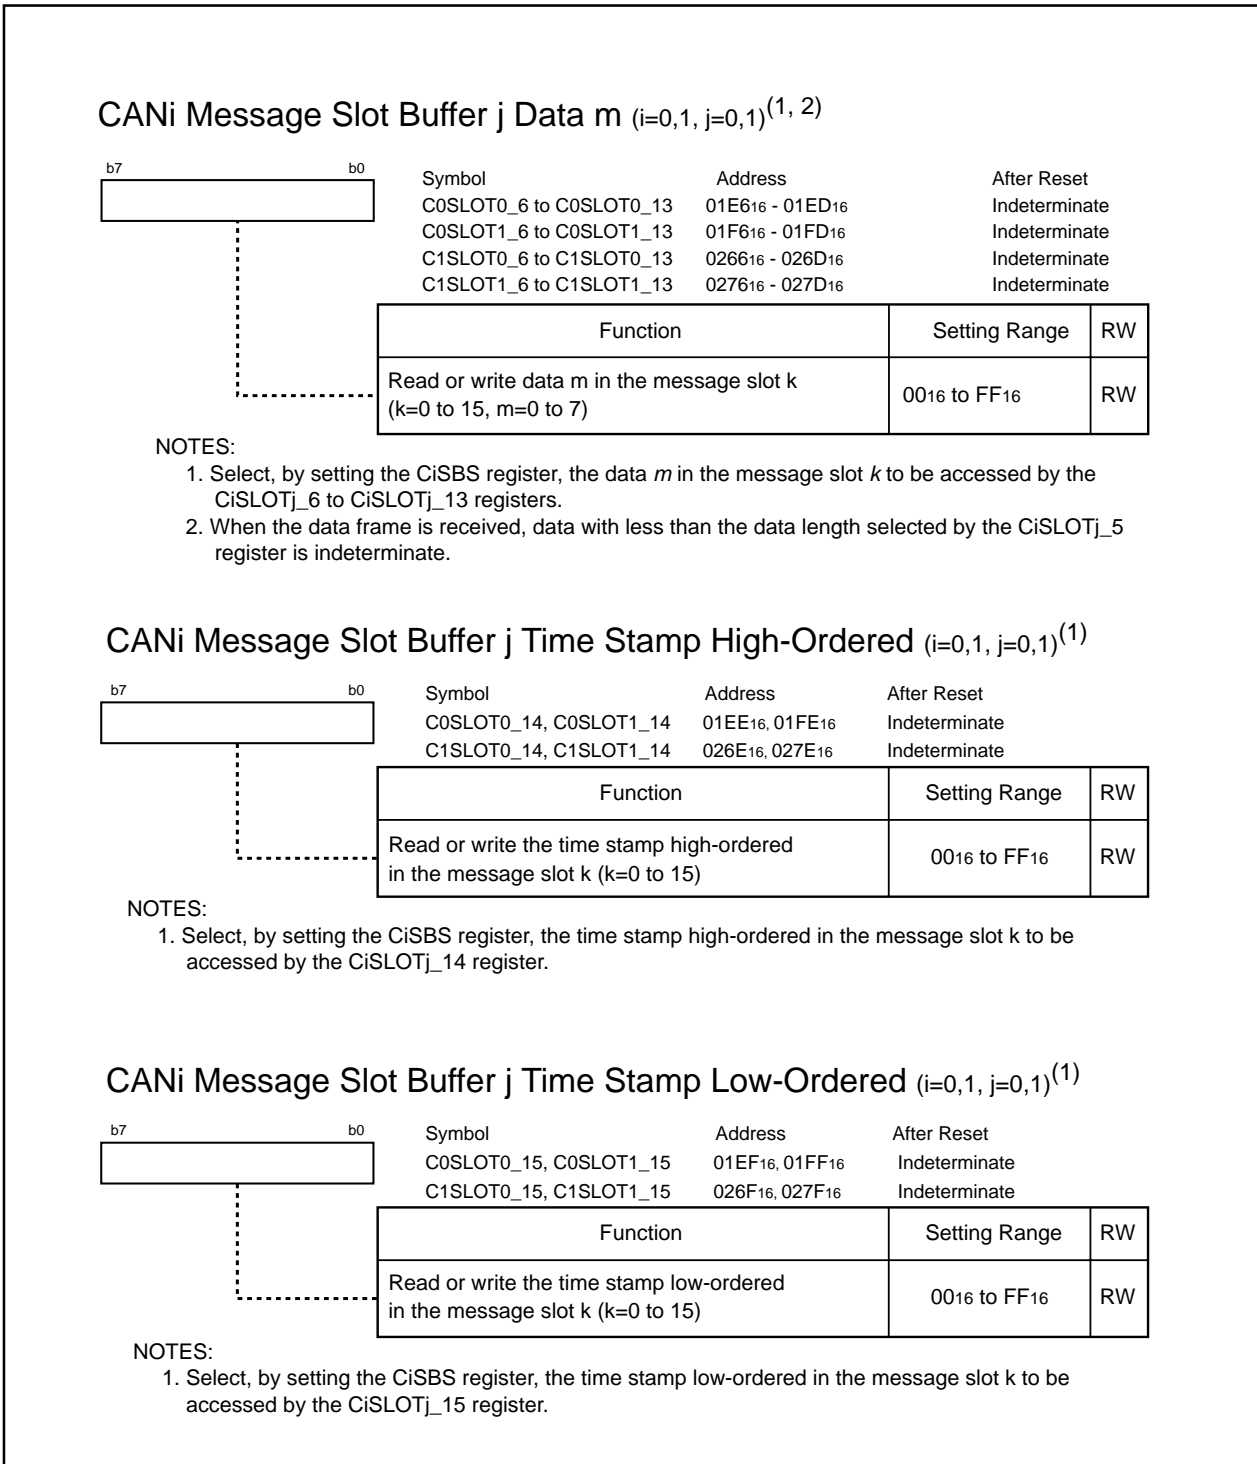 CANi Message Slot Buffer j Data m (i=0,1, j=0,1)(1, 2)
b7 b0
Symbol Address After Reset
C0SLOT0_6 to C0SLOT0_13 01E616 - 01ED16 Indeterminate
C0SLOT1_6 to C0SLOT1_13 01F616 - 01FD16 Indeterminate
C1SLOT0_6 to C1SLOT0_13 026616 - 026D16 Indeterminate
C1SLOT1_6 to C1SLOT1_13 027616 - 027D16 Indeterminate
Function Setting Range RW
Read or write data m in the message slot k
(k=0 to 15, m=0 to 7) 0016 to FF16 RW
NOTES:
1. Select, by setting the CiSBS register, the data m in the message slot k to be accessed by the
CiSLOTj_6 to CiSLOTj_13 registers.
2. When the data frame is received, data with less than the data length selected by the CiSLOTj_5
register is indeterminate.
CANi Message Slot Buffer j Time Stamp High-Ordered (i=0,1, j=0,1)(1)
b7 b0
Symbol Address After Reset
C0SLOT0_14, C0SLOT1_14 01EE16, 01FE16 Indeterminate
C1SLOT0_14, C1SLOT1_14 026E16, 027E16 Indeterminate
Function Setting Range RW
Read or write the time stamp high-ordered
in the message slot k (k=0 to 15) 0016 to FF16 RW
NOTES:
1. Select, by setting the CiSBS register, the time stamp high-ordered in the message slot k to be
accessed by the CiSLOTj_14 register.
CANi Message Slot Buffer j Time Stamp Low-Ordered (i=0,1, j=0,1)(1)
b7 b0
Symbol Address After Reset
C0SLOT0_15, C0SLOT1_15 01EF16, 01FF16 Indeterminate
C1SLOT0_15, C1SLOT1_15 026F16, 027F16 Indeterminate
Function Setting Range RW
Read or write the time stamp low-ordered
in the message slot k (k=0 to 15) 0016 to FF16 RW
NOTES:
1. Select, by setting the CiSBS register, the time stamp low-ordered in the message slot k to be
accessed by the CiSLOTj_15 register.